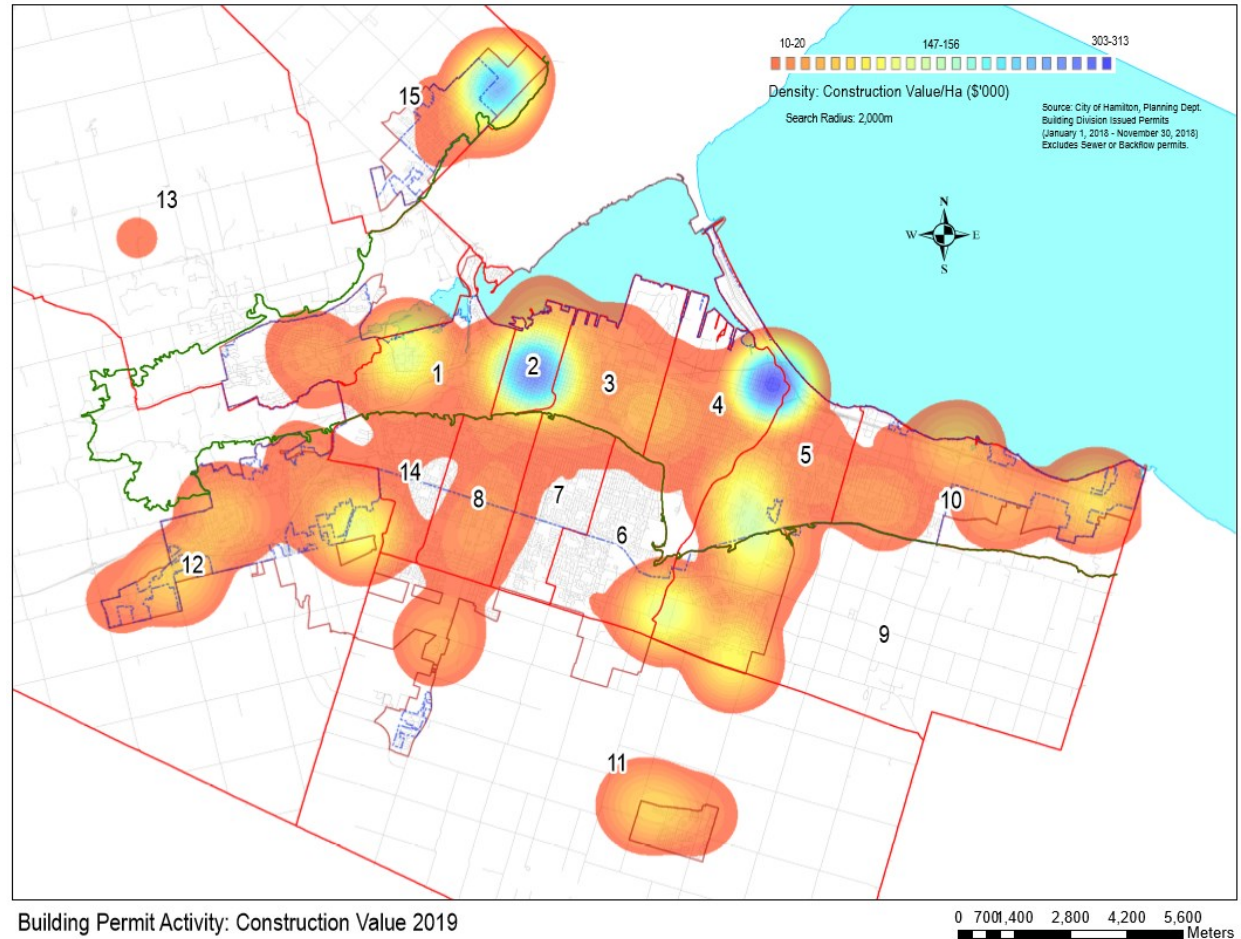 10-20 147-156 303-313
Density: Construction Value/Ha ($'000)
Search Radius: 2,000m
Source: City of Hamilton, Planning Dept.
Building Division Issued Permits
(January 1, 2018 - November 30, 2018)
Excludes Sewer or Backflow permits.
15
13
N
W E
S
2
1
3
4
5
14
8
7
10
6
12
9
11
Building Permit Activity: Construction Value 2019
0 700 1,400 2,800 4,200 5,600
Meters